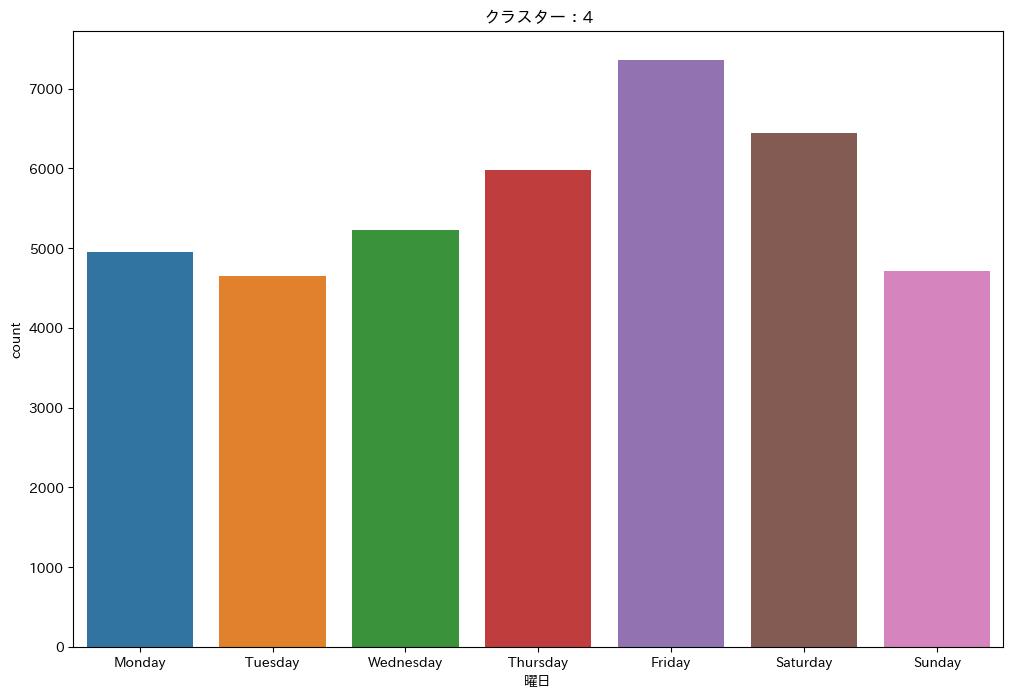 クラスター：4
7000
6000
5000
4000
3000
2000
1000
0
count
Monday
Tuesday
Wednesday
Thursday
Friday
Saturday
Sunday
曜日